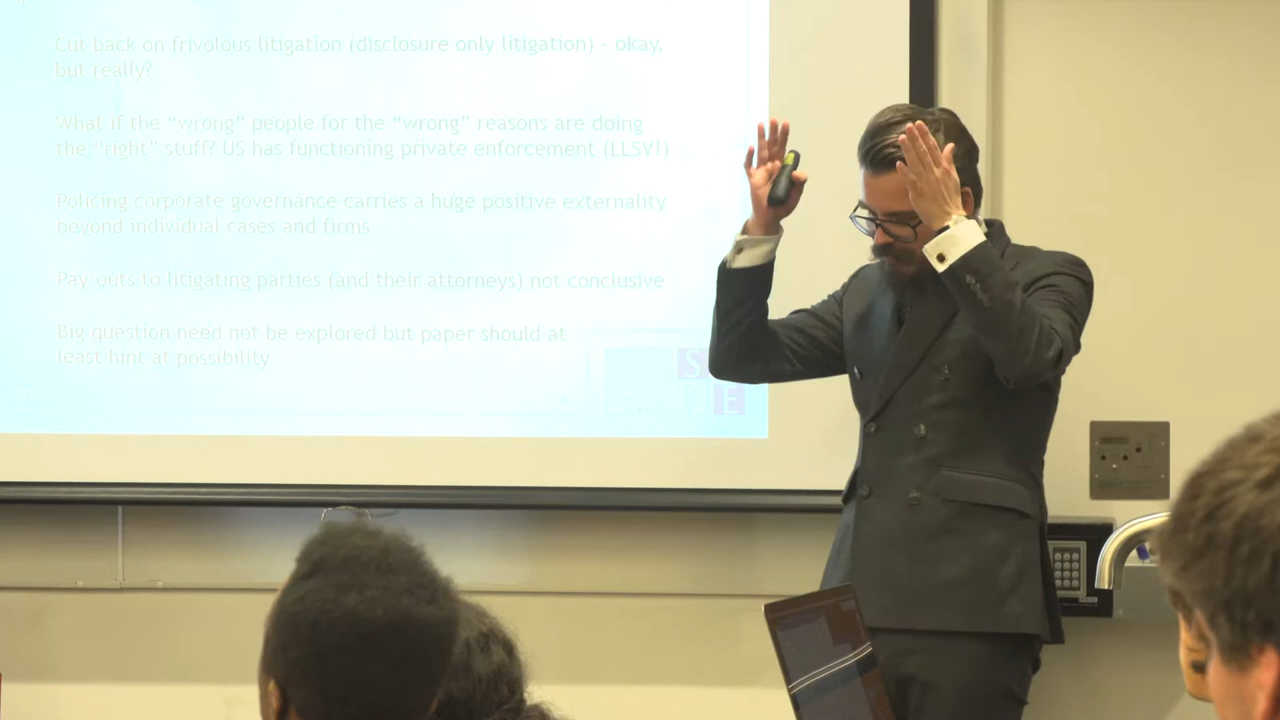 Cut back on frivolous litigation (disclosure only litigation) - okay,
but really?
What if the “wrong” people for the “wrong” reasons are doing
the “right” stuff? US has functioning private enforcement (LLSV!)
Policing corporate governance carries a huge positive externality
beyond individual cases and firms
Pay-outs to litigating parties (and their attorneys) not conclusive
Big question need not be explored but paper should at
least hint at possibility
S
E